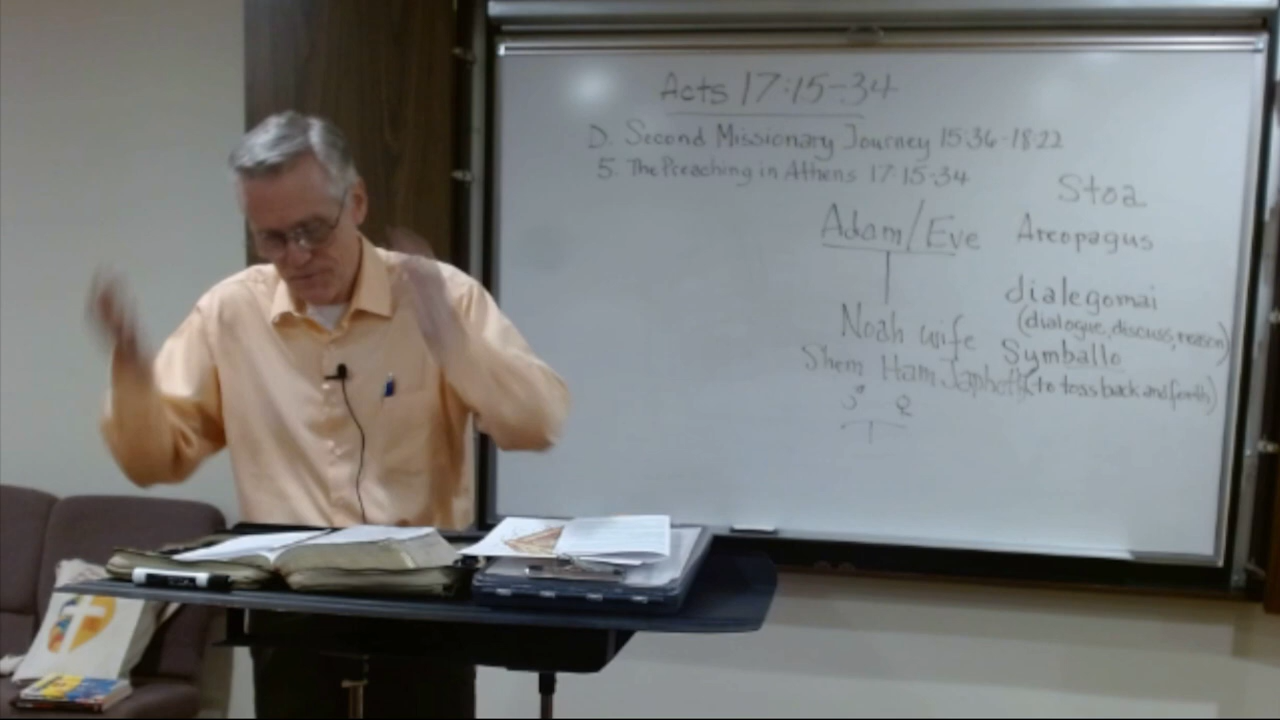 Acts 17:15-34
D. Second Missionary Journey 15:36-18:22
5. The Preaching in Athens 17:15-34
Stoa
Adam/Eve
Areopagus
dialegomai
(dialogue, discuss, reason)
Noah wife
Symballo
Shem Ham Japheth
(to toss back and forth)
♂ ♀